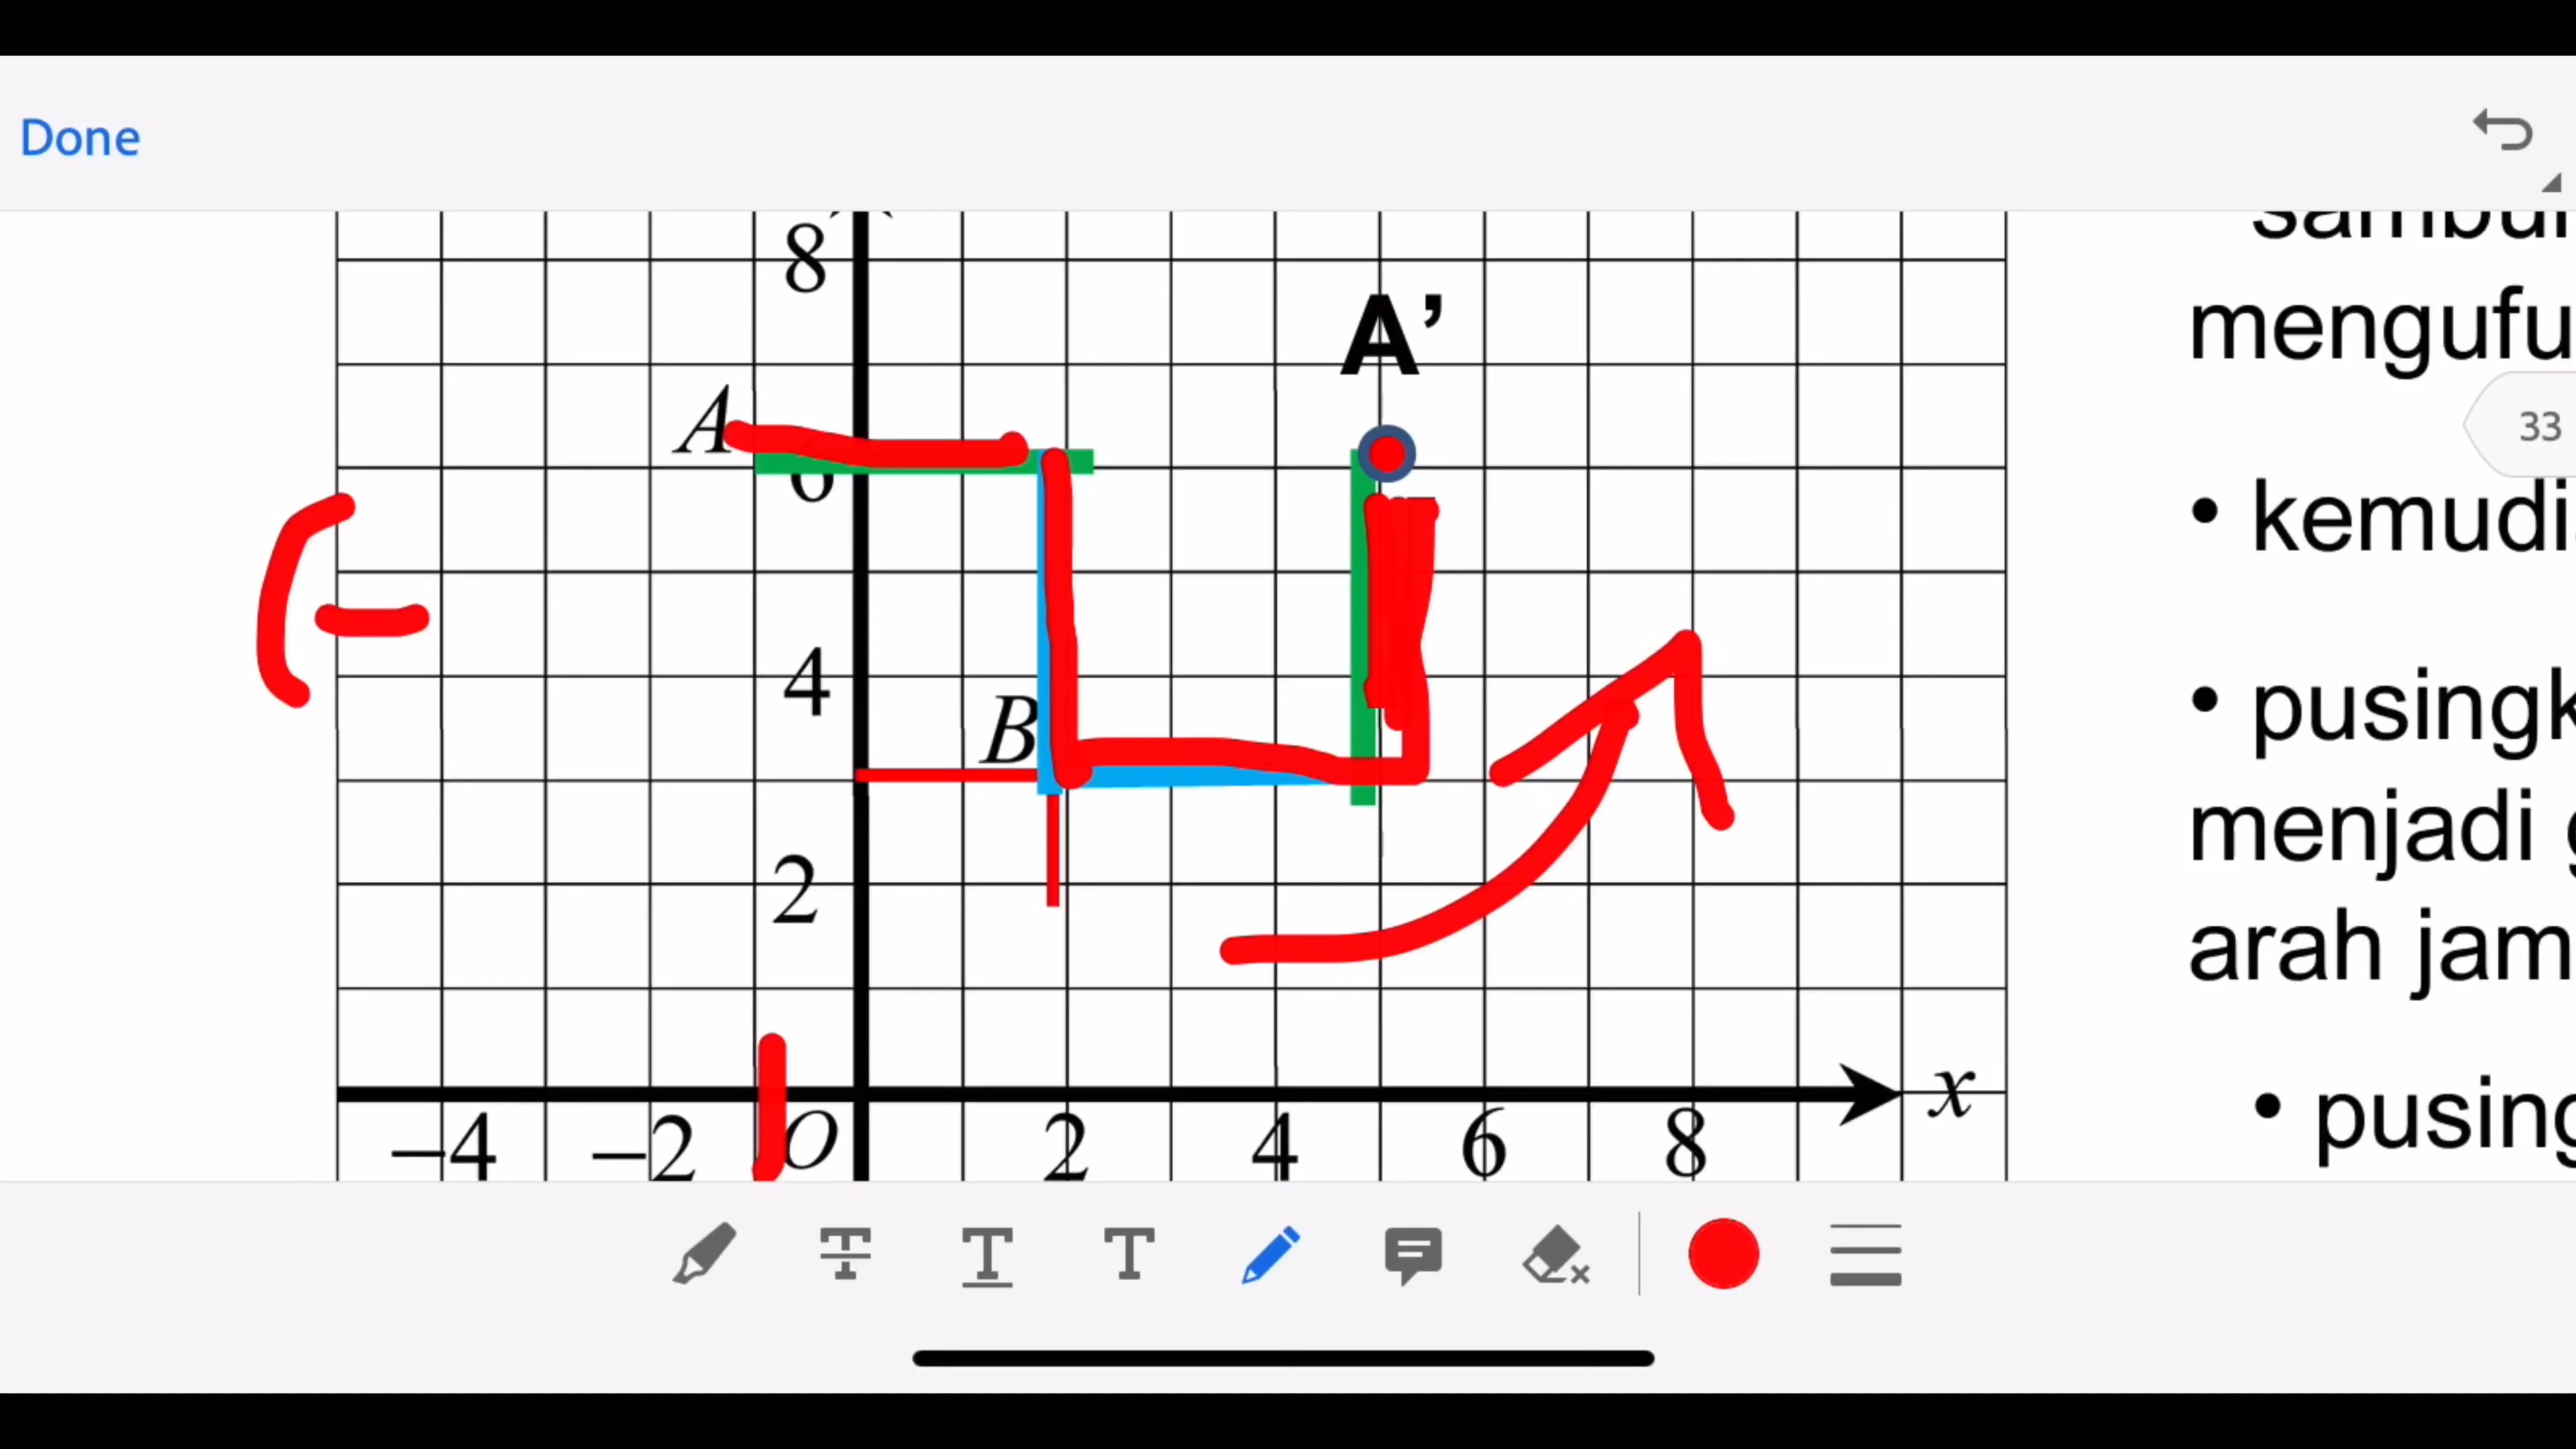 Done
8
A’
A
6
4
B
2
O
–4
–2
2
4
6
8
x
mengufu
33
• kemudi
• pusingk
menjadi
arah jam
• pusing
(-